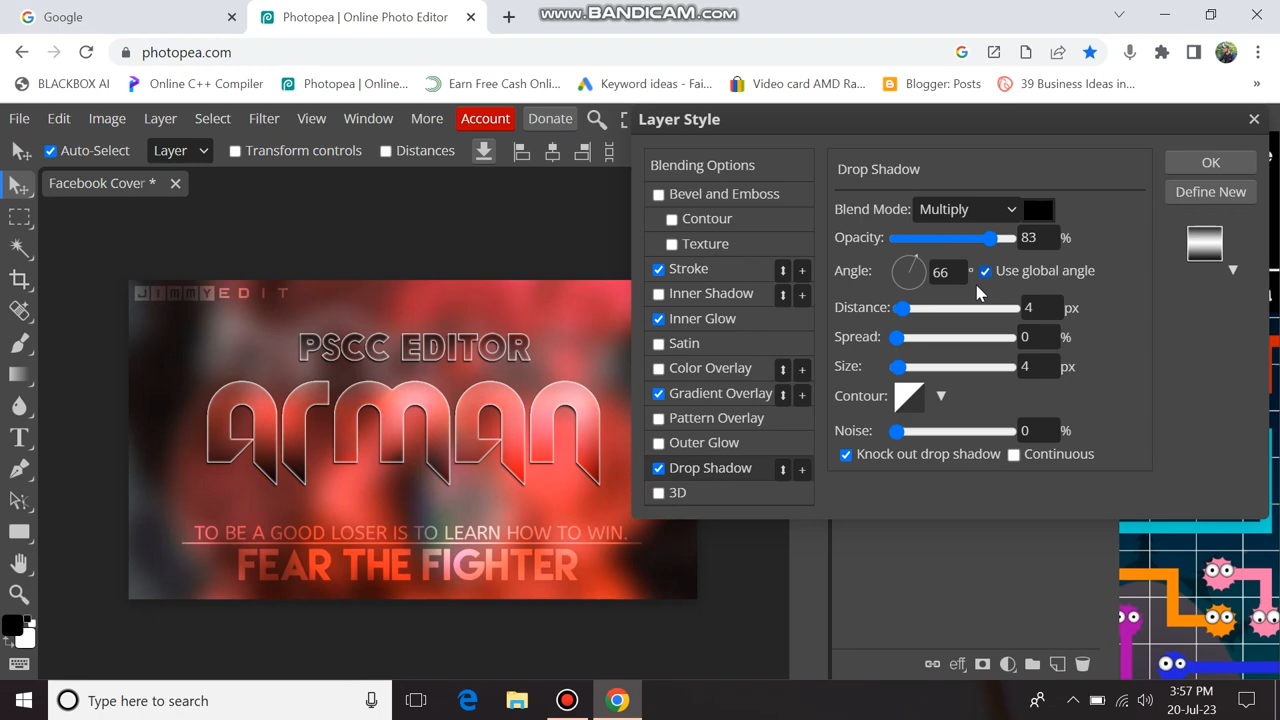 www.BANDICAM.com
Google
Photopea | Online Photo Editor
photopea.com
BLACKBOX AI
Online C++ Compiler
Photopea | Online...
Earn Free Cash Onli...
Keyword ideas - Fai...
Video card AMD Ra...
Blogger: Posts
39 Business Ideas in...
»
File Edit Image Layer Select Filter View Window More Account Donate
Layer Style
Auto-Select Layer Transform controls Distances
Facebook Cover *
Blending Options
Bevel and Emboss
Contour
Texture
Stroke
Inner Shadow
Inner Glow
Satin
Color Overlay
Gradient Overlay
Pattern Overlay
Outer Glow
Drop Shadow
3D
Drop Shadow
Blend Mode: Multiply
Opacity: 83 %
Angle: 66 ° Use global angle
Distance: 4 px
Spread: 0 %
Size: 4 px
Contour:
Noise: 0 %
Knock out drop shadow Continuous
OK
Define New
JIMMYEDIT
PSCC EDITOR
arman
TO BE A GOOD LOSER IS TO LEARN HOW TO WIN.
FEAR THE FIGHTER
eff
Type here to search
3:57 PM
20-Jul-23